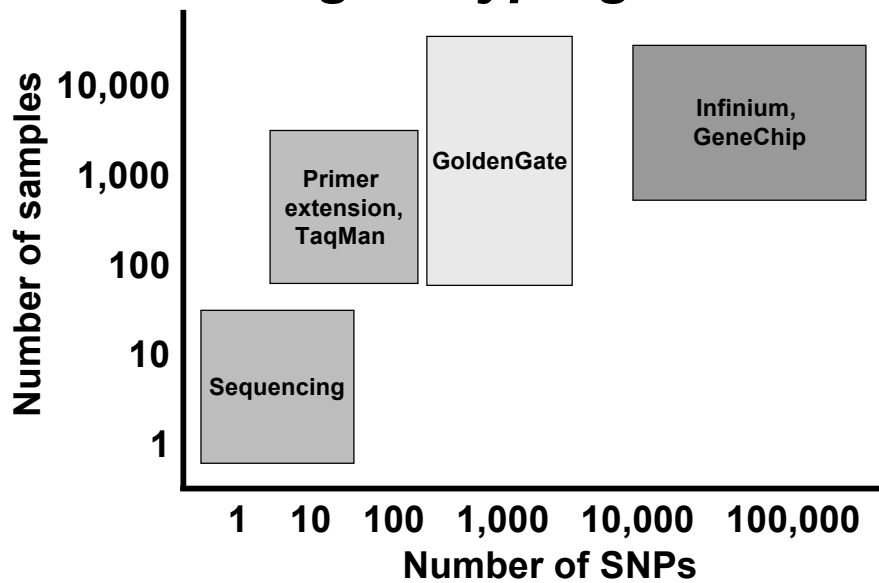 10,000
1,000
100
10
1
Number of samples
Infinium,
GeneChip
GoldenGate
Primer
extension,
TaqMan
Sequencing
1 10 100 1,000 10,000 100,000
Number of SNPs